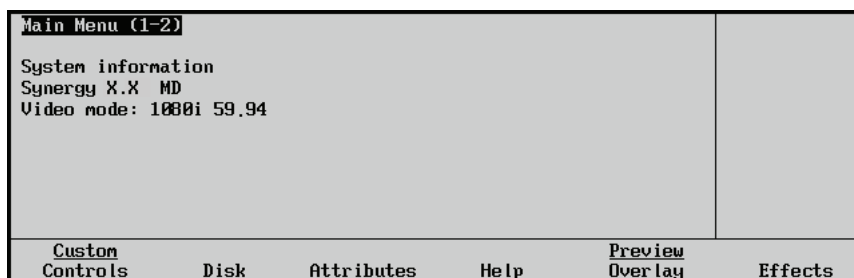 Main Menu (1-2)
System information
Synergy X.X MD
Video mode: 1080i 59.94
Custom Preview
Controls Disk Attributes Help Overlay Effects